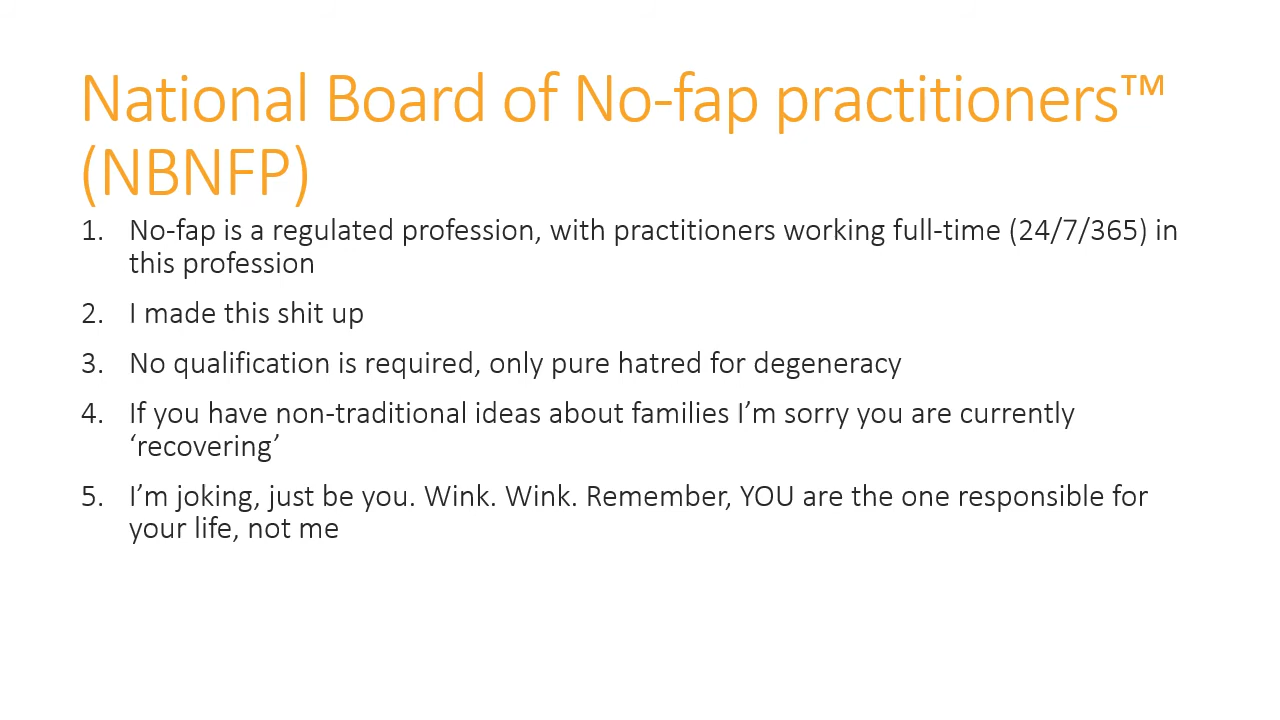 National Board of No-fap practitioners™
(NBNFP)
1. No-fap is a regulated profession, with practitioners working full-time (24/7/365) in
this profession
2. I made this shit up
3. No qualification is required, only pure hatred for degeneracy
4. If you have non-traditional ideas about families I’m sorry you are currently
‘recovering’
5. I’m joking, just be you. Wink. Wink. Remember, YOU are the one responsible for
your life, not me